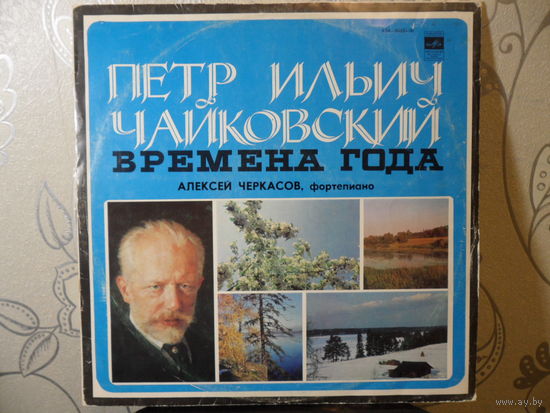 ПЕТР ИЛЬИЧ
ЧАЙКОВСКИЙ
ВРЕМЕНА ГОДА
АЛЕКСЕЙ ЧЕРКАСОВ, фортепиано
www.ay.by